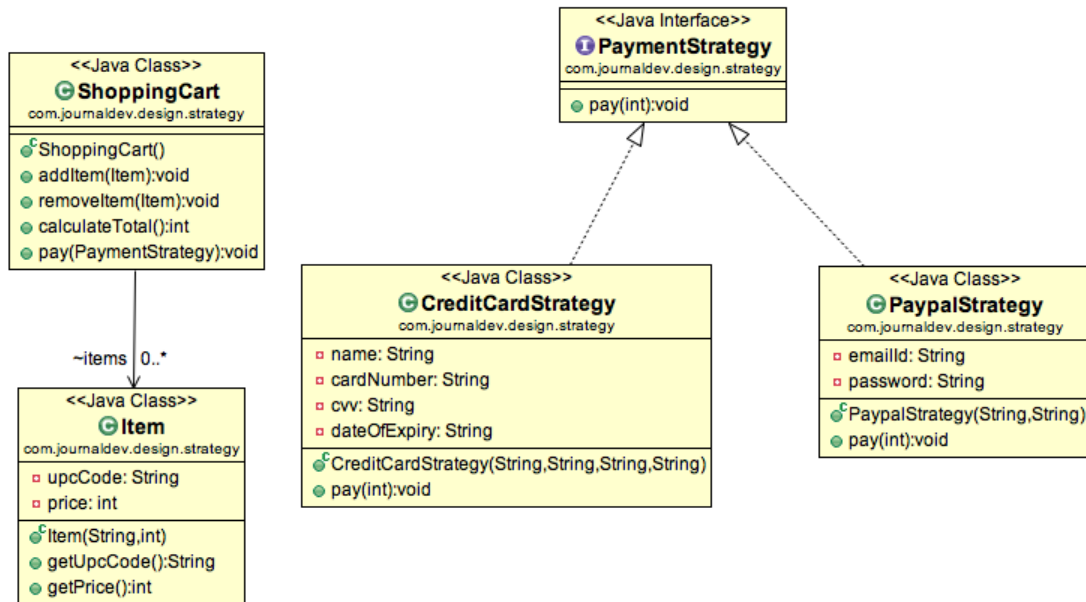 <<Java Class>>
ShoppingCart
com.journaldev.design.strategy
ShoppingCart()
addItem(Item):void
removeItem(Item):void
calculateTotal():int
pay(PaymentStrategy):void
~items 0..*
<<Java Class>>
Item
com.journaldev.design.strategy
upcCode: String
price: int
Item(String,int)
getUpcCode():String
getPrice():int
<<Java Interface>>
PaymentStrategy
com.journaldev.design.strategy
pay(int):void
<<Java Class>>
CreditCardStrategy
com.journaldev.design.strategy
name: String
cardNumber: String
cvv: String
dateOfExpiry: String
CreditCardStrategy(String,String,String,String)
pay(int):void
<<Java Class>>
PaypalStrategy
com.journaldev.design.strategy
emailId: String
password: String
PaypalStrategy(String,String)
pay(int):void